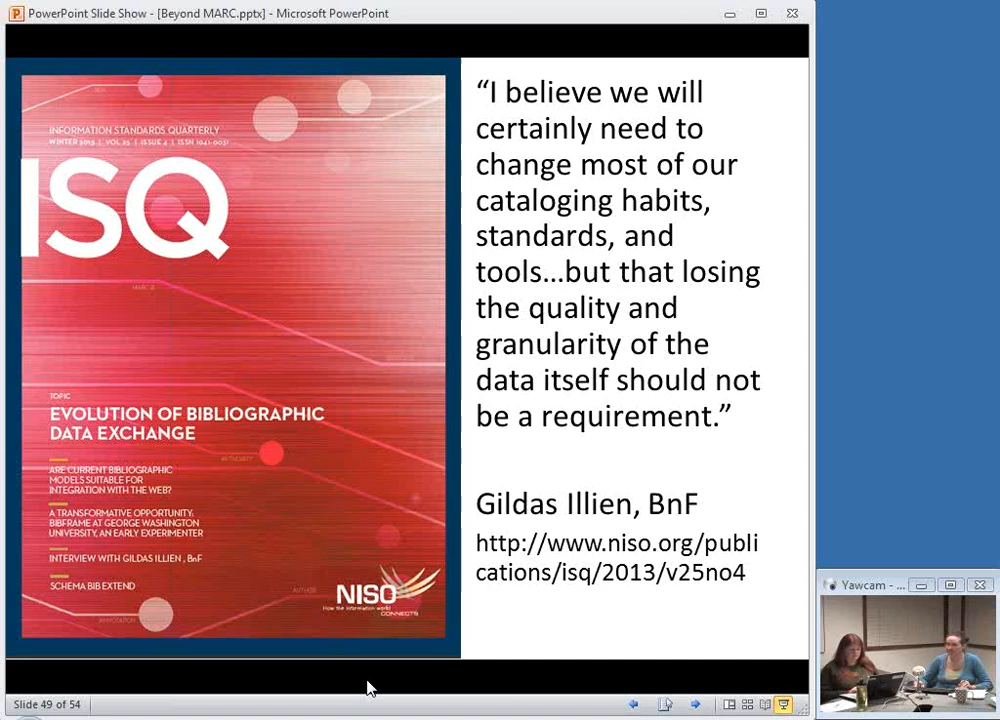 PowerPoint Slide Show - [Beyond MARC.pptx] - Microsoft PowerPoint
INFORMATION STANDARDS QUARTERLY
WINTER 2013 | VOL 25 | ISSUE 4 | ISSN 1041-0031
ISQ
TOPIC
EVOLUTION OF BIBLIOGRAPHIC
DATA EXCHANGE
AUTHORITY
ARE CURRENT BIBLIOGRAPHIC
MODELS SUITABLE FOR
INTEGRATION WITH THE WEB?
A TRANSFORMATIVE OPPORTUNITY:
BIBFRAME AT GEORGE WASHINGTON
UNIVERSITY, AN EARLY EXPERIMENTER
INTERVIEW WITH GILDAS ILLIEN, BnF
SCHEMA BIB EXTEND
AUTHOR
ANNOTATION
NISO
How the information world
CONNECTS
“I believe we will
certainly need to
change most of our
cataloging habits,
standards, and
tools…but that losing
the quality and
granularity of the
data itself should not
be a requirement.”
Gildas Illien, BnF
http://www.niso.org/publi
cations/isq/2013/v25no4
Yawcam - ...
Slide 49 of 54